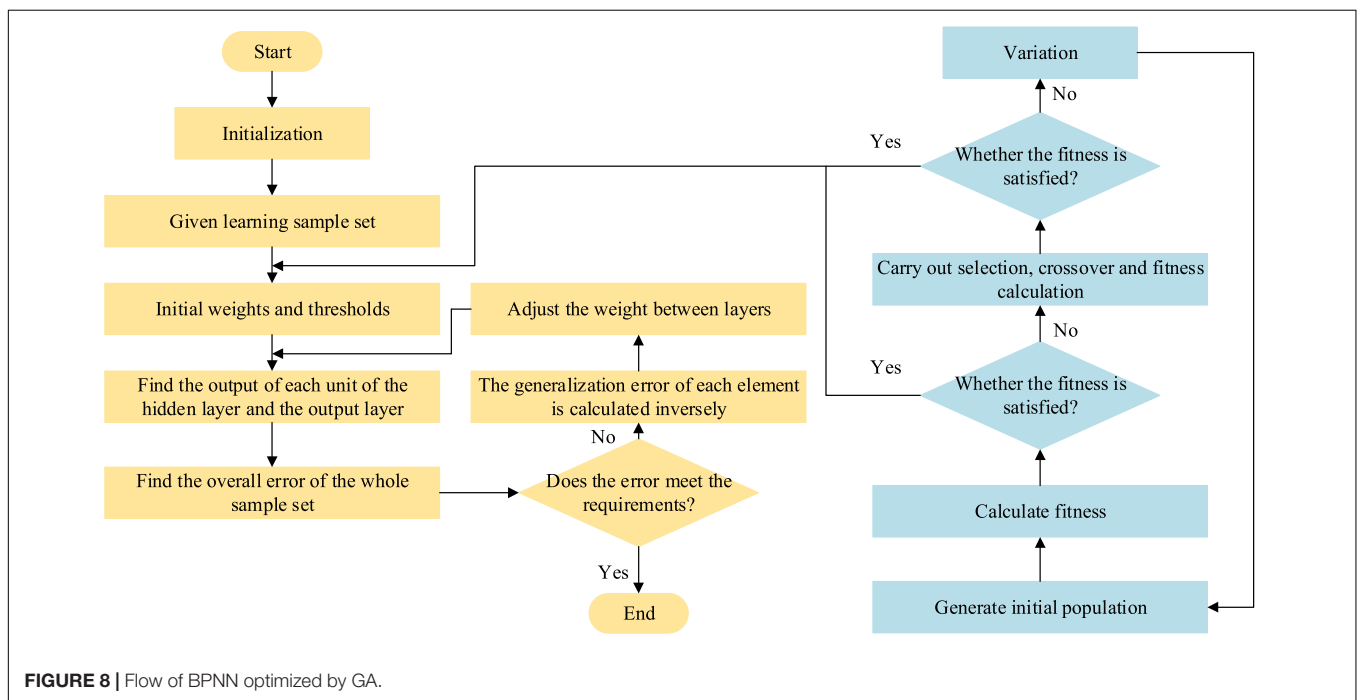 Start
Initialization
Given learning sample set
Initial weights and thresholds
Find the output of each unit of the
hidden layer and the output layer
Find the overall error of the whole
sample set
Adjust the weight between layers
The generalization error of each element
is calculated inversely
No
Does the error meet the
requirements?
Yes
End
Variation
No
Yes
Whether the fitness is
satisfied?
Carry out selection, crossover and fitness
calculation
No
Yes
Whether the fitness is
satisfied?
Calculate fitness
Generate initial population
FIGURE 8 | Flow of BPNN optimized by GA.